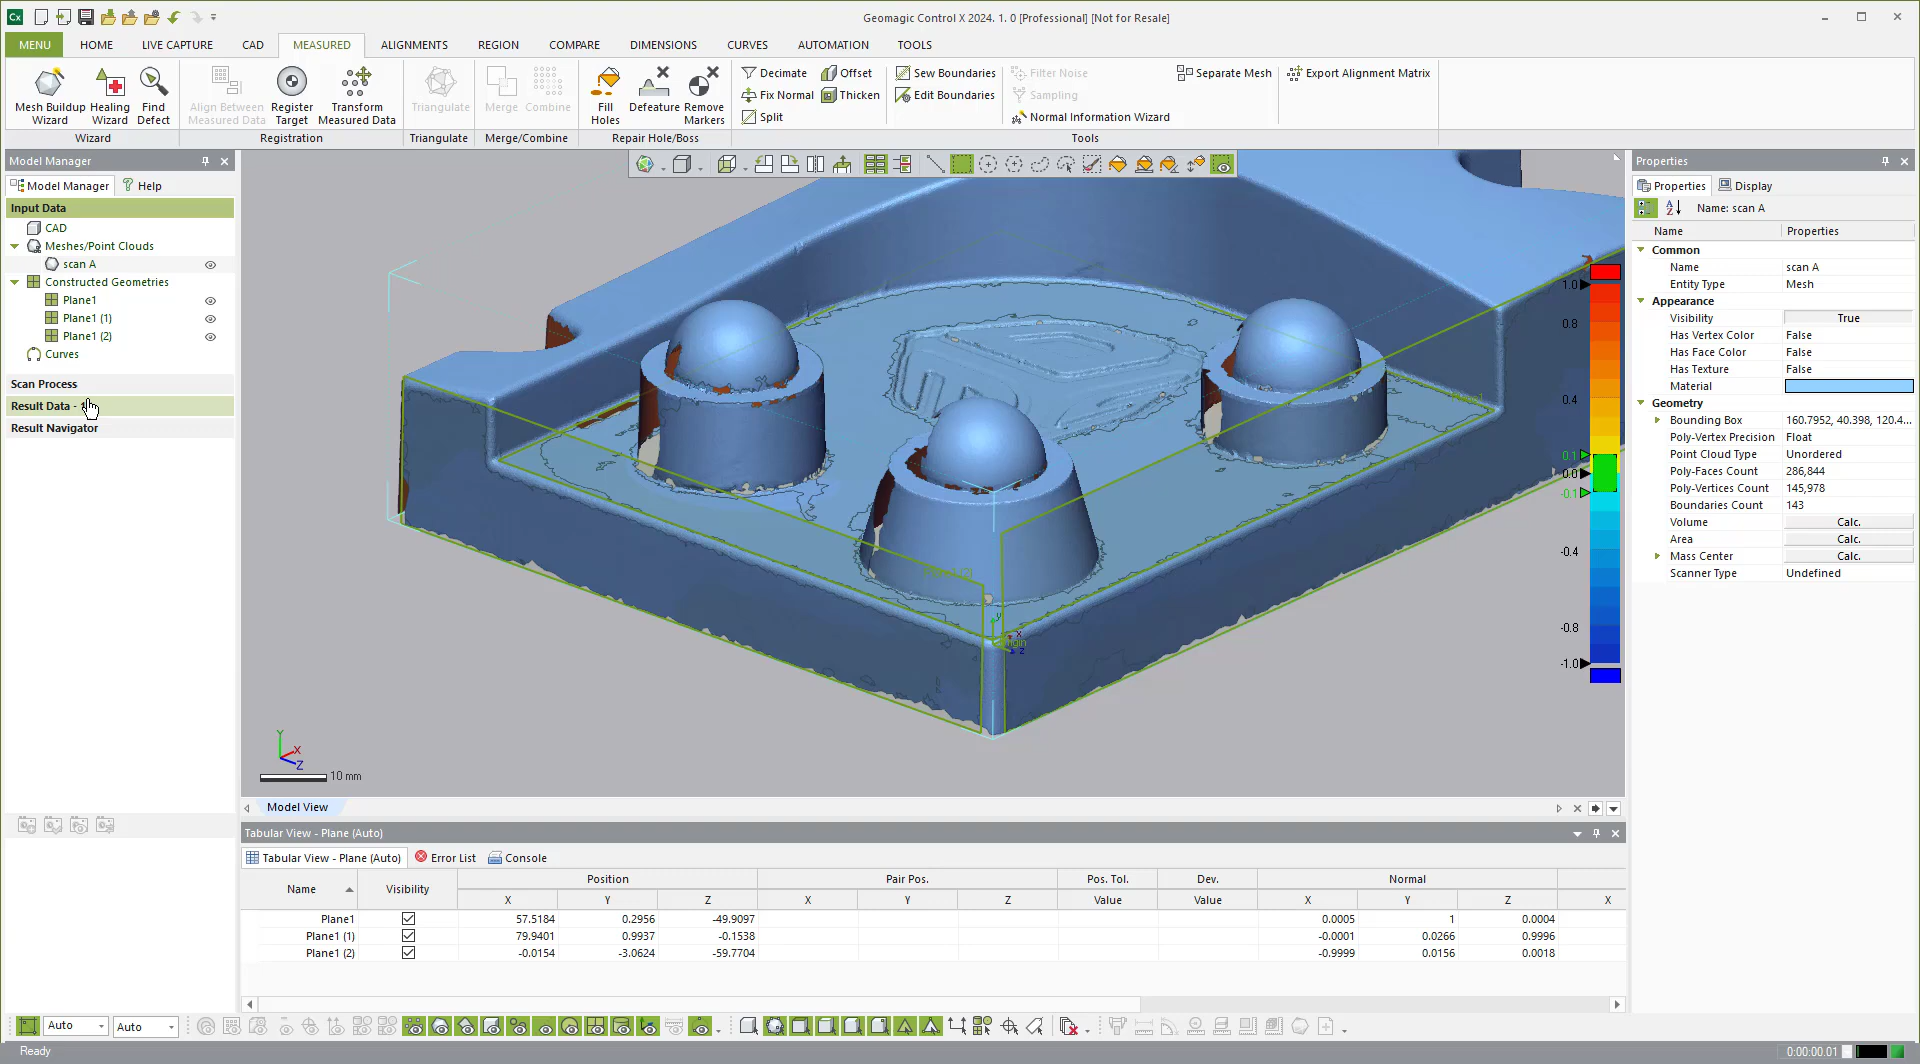 Cx
Geomagic Control X 2024. 1. 0 [Professional] [Not for Resale]
MENU HOME LIVE CAPTURE CAD MEASURED ALIGNMENTS REGION COMPARE DIMENSIONS CURVES AUTOMATION TOOLS
Mesh Buildup Wizard
Healing Wizard
Find Defect
Wizard
Align Between Measured Data
Register Target
Transform Measured Data
Registration
Triangulate
Triangulate
Merge
Combine
Merge/Combine
Fill Holes
Defeature
Remove Markers
Repair Hole/Boss
Decimate Offset
Fix Normal Thicken
Split
Sew Boundaries
Edit Boundaries
Filter Noise
Sampling
Normal Information Wizard
Separate Mesh
Export Alignment Matrix
Tools
Model Manager
Model Manager Help
Input Data
CAD
Meshes/Point Clouds
scan A
Constructed Geometries
Plane1
Plane1 (1)
Plane1 (2)
Curves
Scan Process
Result Data -
Result Navigator
1.0
0.8
0.4
0.1
0.0
-0.1
-0.4
-0.8
-1.0
Y
X
Z
10 mm
Model View
Properties
Properties Display
Name: scan A
Name Properties
Common
Name scan A
Entity Type Mesh
Appearance
Visibility True
Has Vertex Color False
Has Face Color False
Has Texture False
Material
Geometry
Bounding Box 160.7952, 40.398, 120.4...
Poly-Vertex Precision Float
Point Cloud Type Unordered
Poly-Faces Count 286,844
Poly-Vertices Count 145,978
Boundaries Count 143
Volume Calc.
Area Calc.
Mass Center Calc.
Scanner Type Undefined
Tabular View - Plane (Auto)
Tabular View - Plane (Auto) Error List Console
Name Visibility Position Pair Pos. Pos. Tol. Dev. Normal
X Y Z X Y Z Value Value X Y Z X
Plane1 57.5184 0.2956 -49.9097 0.0005 1 0.0004
Plane1 (1) 79.9401 0.9937 -0.1538 -0.0001 0.0266 0.9996
Plane1 (2) -0.0154 -3.0624 -59.7704 -0.9999 0.0156 0.0018
Auto Auto
Ready
0:00:00.01